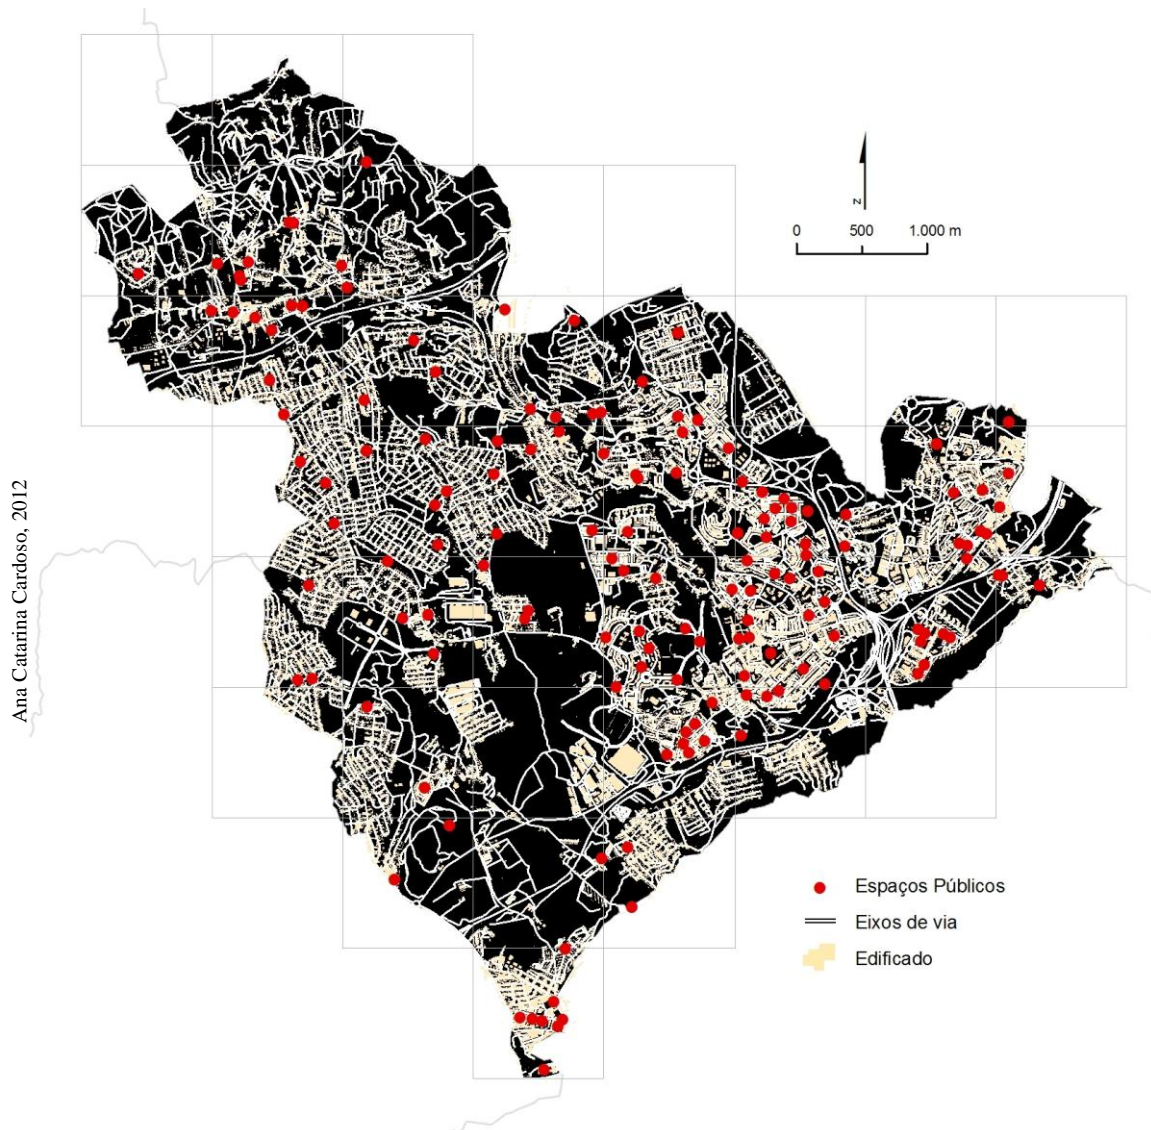 Ana Catarina Cardoso, 2012
N
0 500 1.000 m
Espaços Públicos
Eixos de via
Edificado